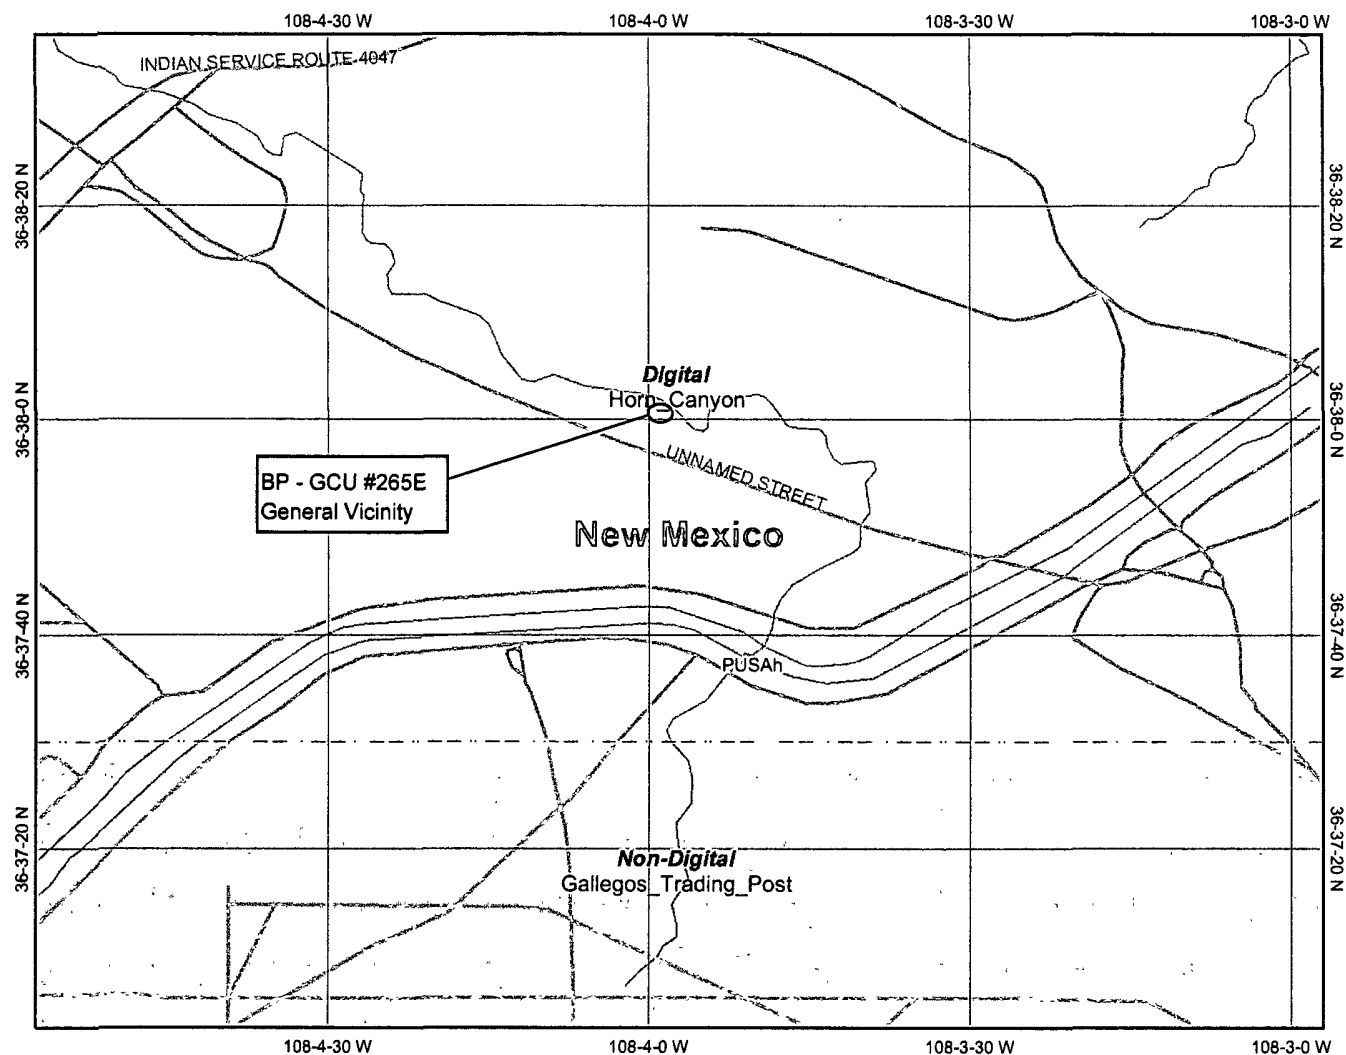 108-4-30 W
108-4-0 W
108-3-30 W
108-3-0 W
INDIAN SERVICE ROUTE 4047
36-38-20 N
36-38-20 N
Digital
Horn_Canyon
36-38-0 N
36-38-0 N
BP - GCU #265E
General Vicinity
UNNAMED STREET
New Mexico
36-37-40 N
36-37-40 N
PUSAh
36-37-20 N
36-37-20 N
Non-Digital
Gallegos_Trading_Post
108-4-30 W
108-4-0 W
108-3-30 W
108-3-0 W